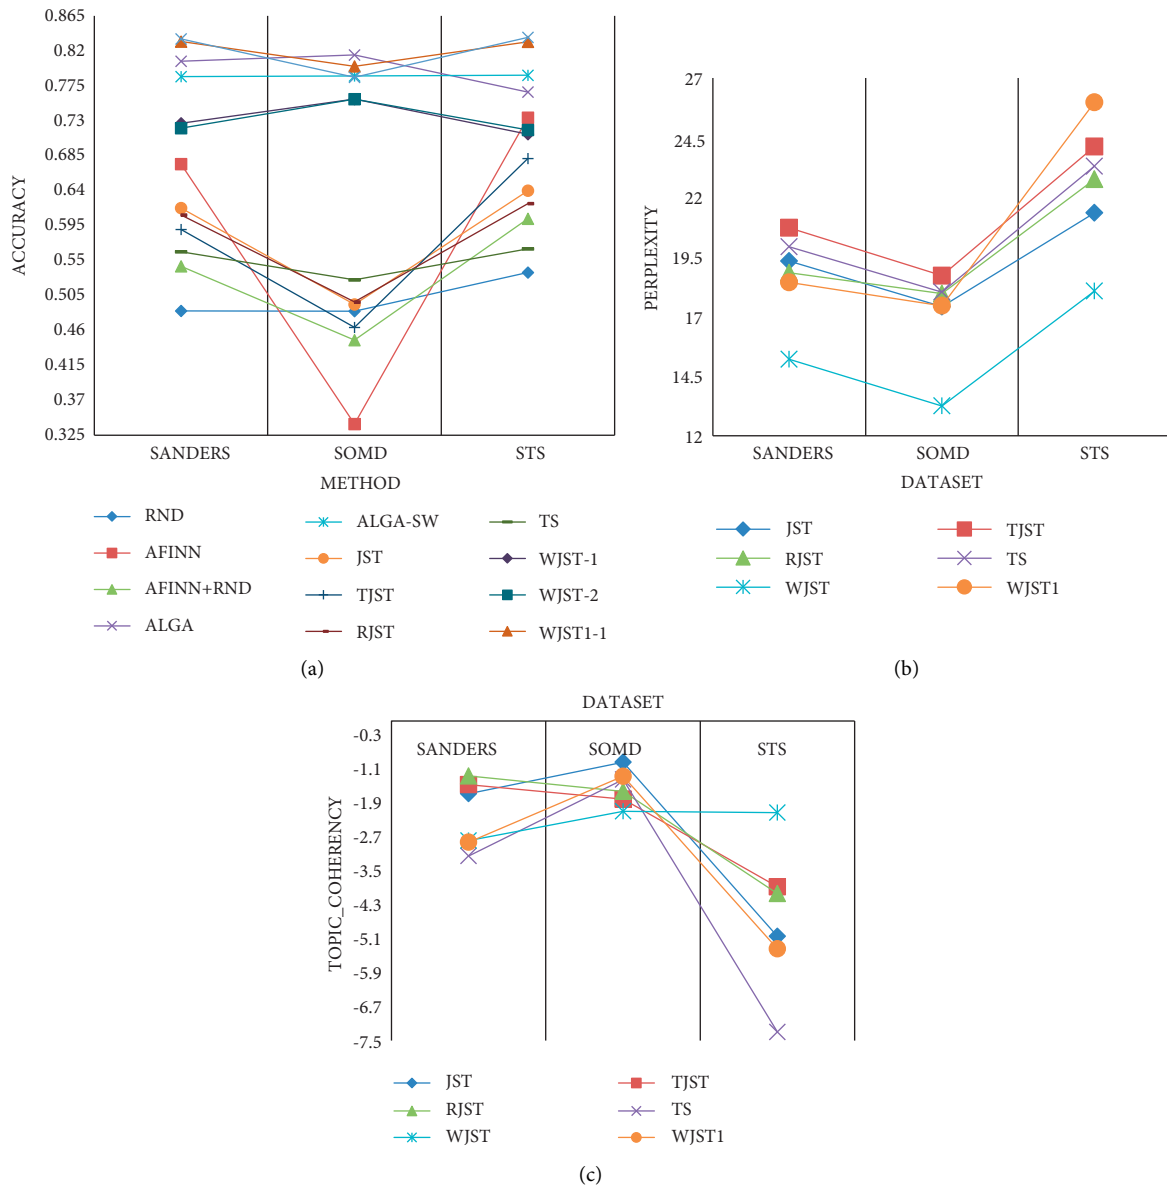 ACCURACY
0.865
0.82
0.775
0.73
0.685
0.64
0.595
0.55
0.505
0.46
0.415
0.37
0.325
SANDERS SOMD STS
METHOD
RND
AFINN
AFINN+RND
ALGA
ALGA-SW
JST
TJST
RJST
TS
WJST-1
WJST-2
WJST1-1
(a)
PERPLEXITY
27
24.5
22
19.5
17
14.5
12
SANDERS SOMD STS
DATASET
JST
RJST
WJST
TJST
TS
WJST1
(b)
DATASET
SANDERS SOMD STS
TOPIC_COHERENCY
-0.3
-1.1
-1.9
-2.7
-3.5
-4.3
-5.1
-5.9
-6.7
-7.5
JST
RJST
WJST
TJST
TS
WJST1
(c)